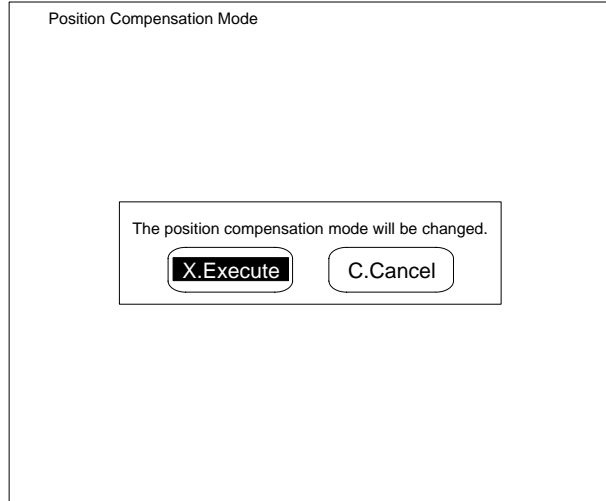 Position Compensation Mode
The position compensation mode will be changed.
X.Execute C.Cancel